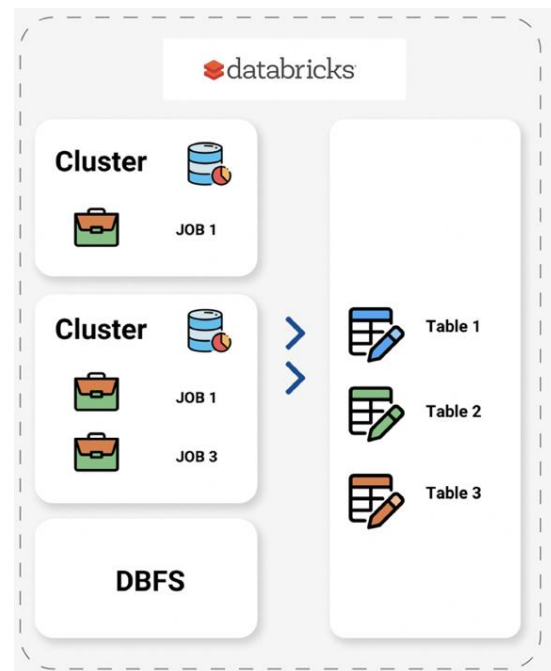 databricks
Cluster
JOB 1
Cluster
JOB 1
JOB 3
DBFS
Table 1
Table 2
Table 3